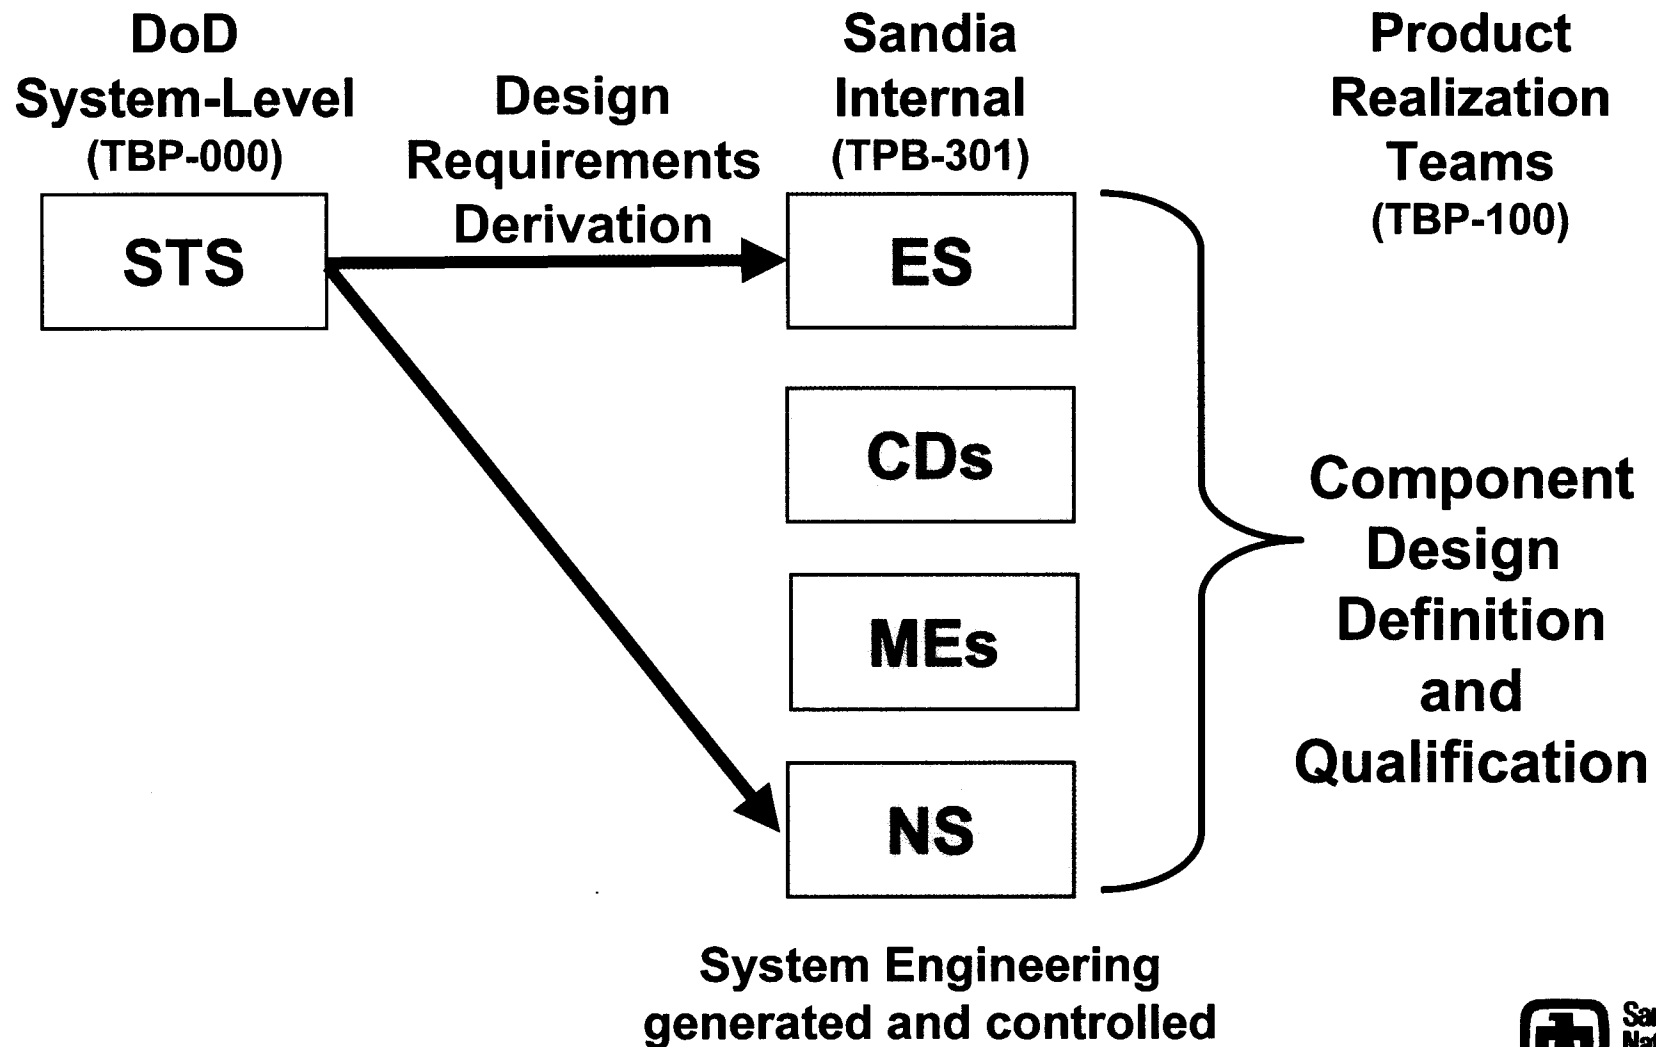 DoD
System-Level
(TBP-000)
Design
Requirements
Derivation
Sandia
Internal
(TPB-301)
Product
Realization
Teams
(TBP-100)
STS
ES
CDs
MEs
NS
Component
Design
Definition
and
Qualification
System Engineering
generated and controlled